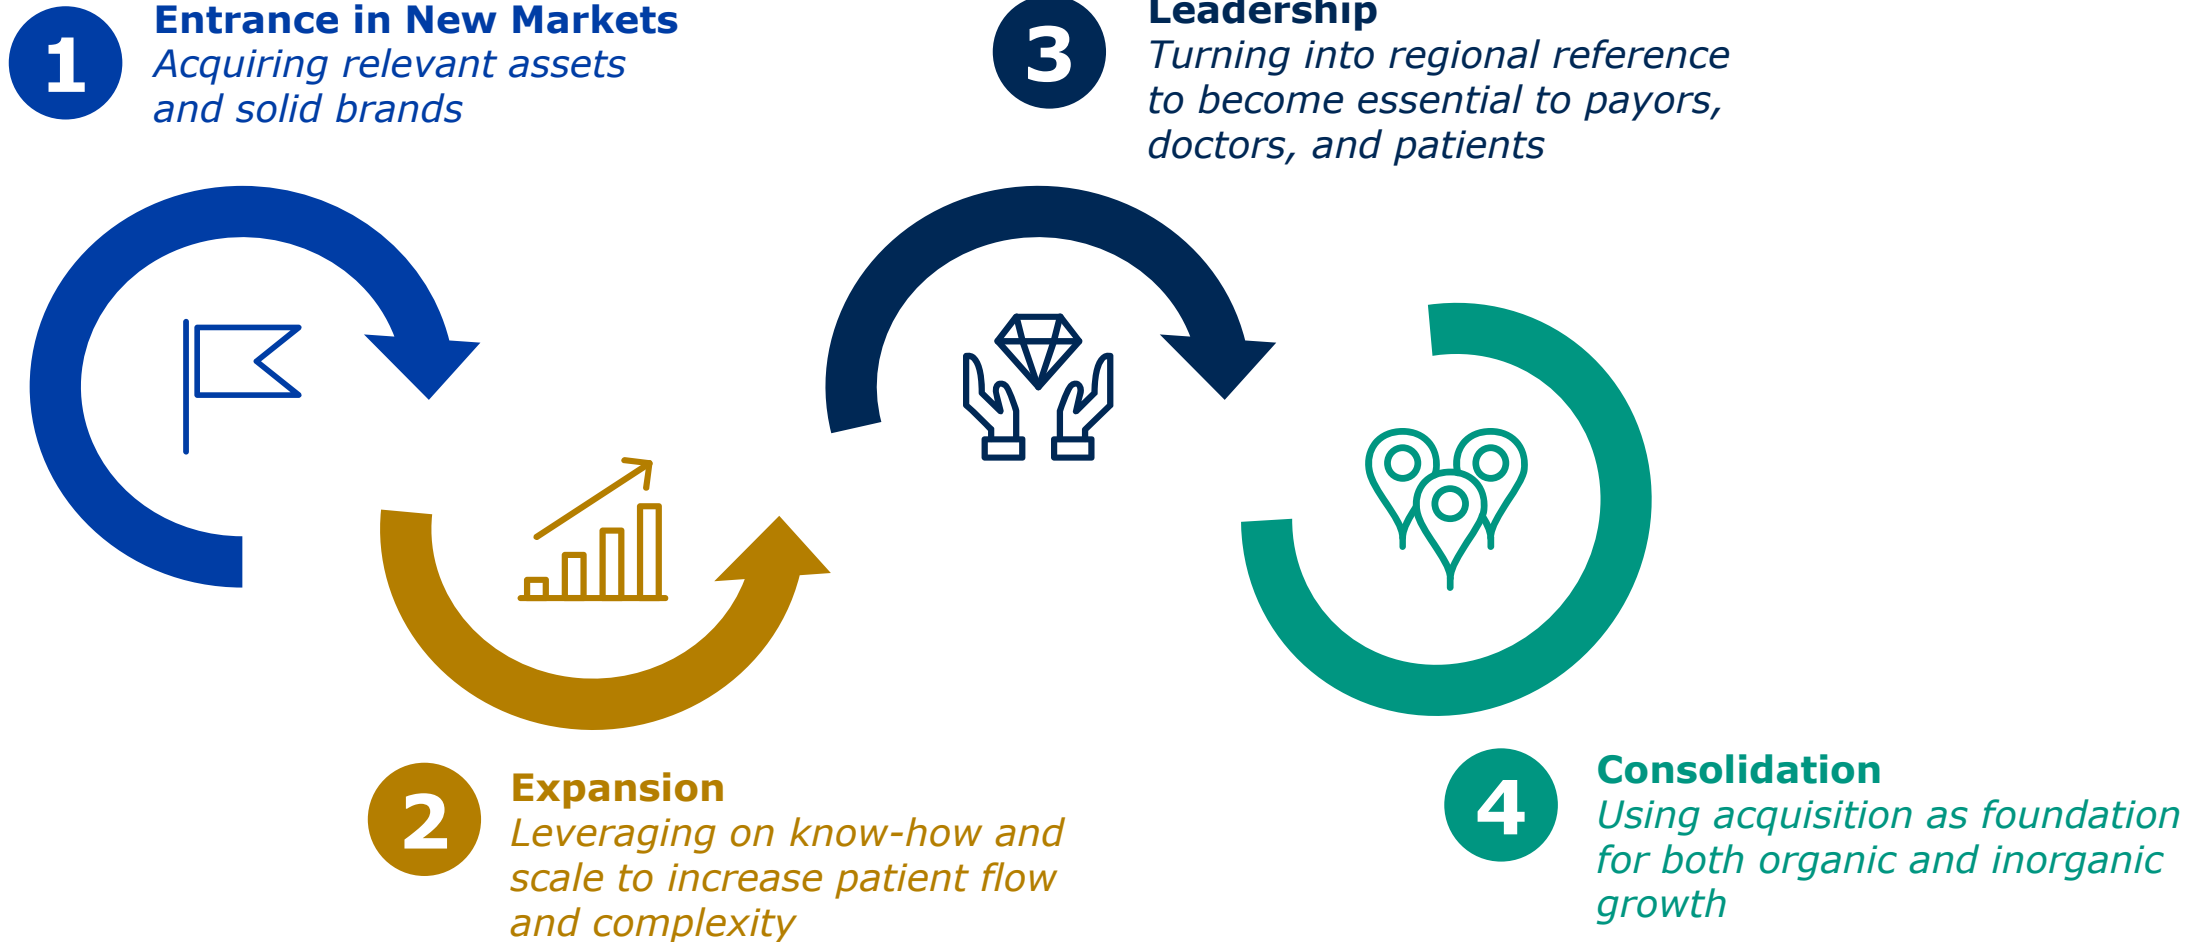 1
Entrance in New Markets
Acquiring relevant assets
and solid brands
2
Expansion
Leveraging on know-how and
scale to increase patient flow
and complexity
3
Leadership
Turning into regional reference
to become essential to payors,
doctors, and patients
4
Consolidation
Using acquisition as foundation
for both organic and inorganic
growth